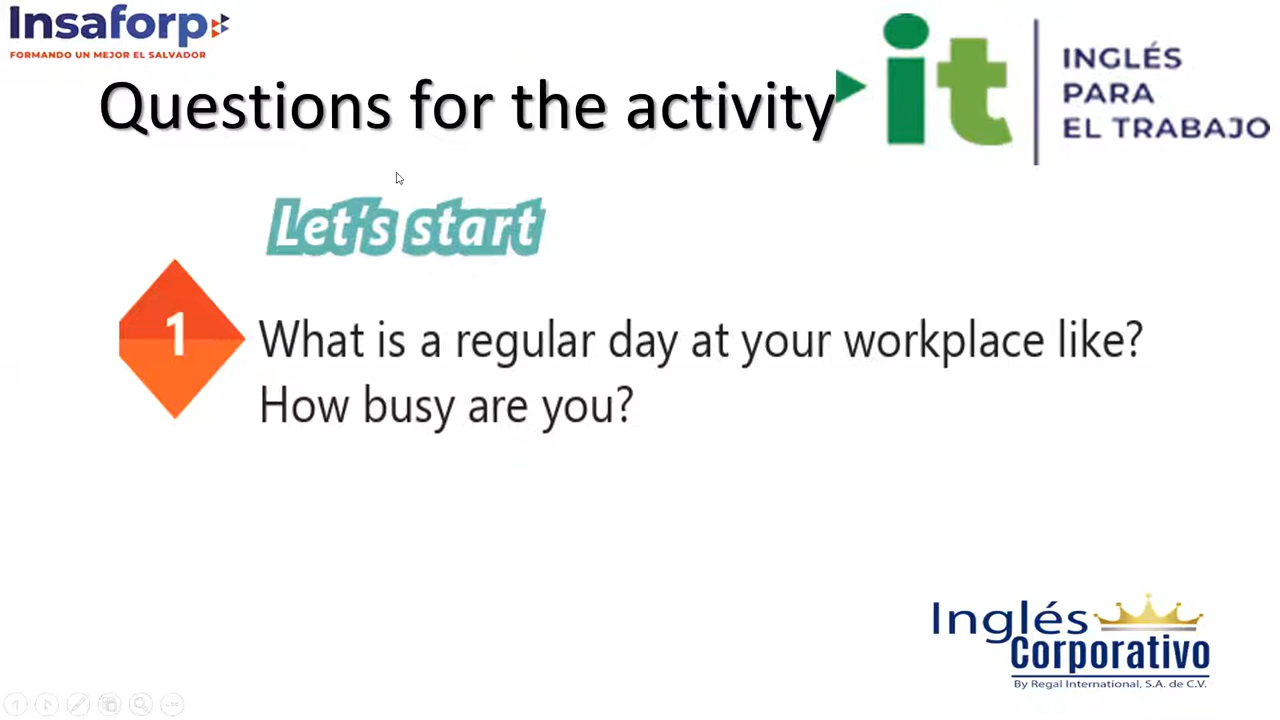 Insaforp
FORMANDO UN MEJOR EL SALVADOR
Questions for the activity
it
INGLÉS
PARA
EL TRABAJO
Let's start
1
What is a regular day at your workplace like?
How busy are you?
Inglés
Corporativo
By Regal International, S.A. de C.V.